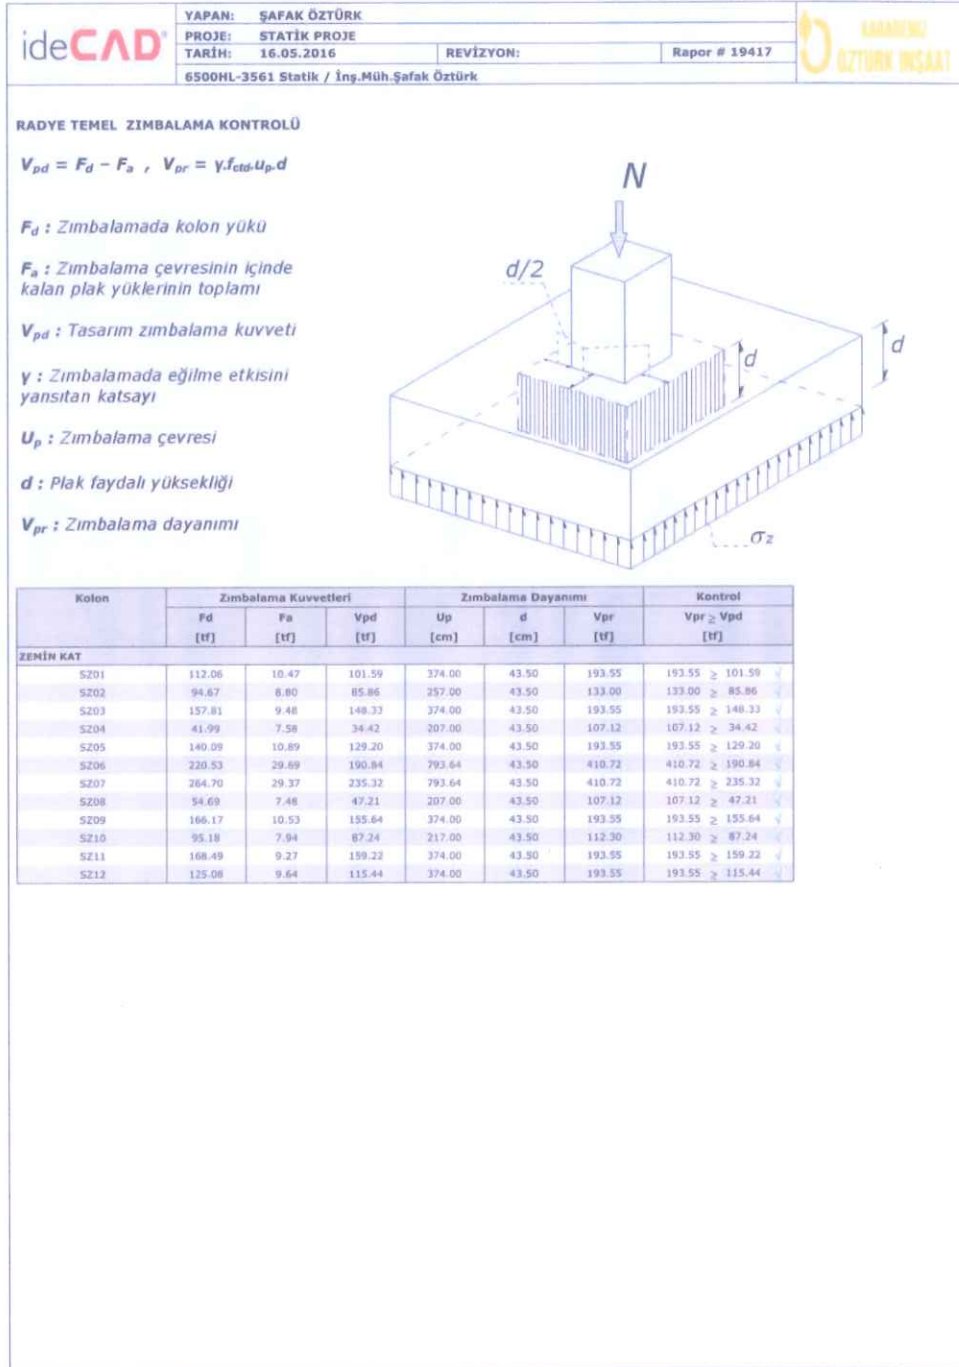 ideCAD
YAPAN: ŞAFAK ÖZTÜRK
PROJE: STATİK PROJE
TARİH: 16.05.2016 REVİZYON: Rapor # 19417
6500HL-3561 Statik / İnş.Müh.Şafak Öztürk
KARADENİZ
ÖZTÜRK İNŞAAT
RADYE TEMEL ZIMBALAMA KONTROLÜ
Vpd = Fd – Fa , Vpr = γ.fctd.up.d
Fd : Zımbalamada kolon yükü
Fa : Zımbalama çevresinin içinde
kalan plak yüklerinin toplamı
Vpd : Tasarım zımbalama kuvveti
γ : Zımbalamada eğilme etkisini
yansıtan katsayı
Up : Zımbalama çevresi
d : Plak faydalı yüksekliği
Vpr : Zımbalama dayanımı
N
d/2
d
d
σz
Kolon Zımbalama Kuvvetleri Zımbalama Dayanımı Kontrol
Fd Fa Vpd Up d Vpr Vpr ≥ Vpd
[tf] [tf] [tf] [cm] [cm] [tf] [tf]
ZEMİN KAT
SZ01 112.06 10.47 101.59 374.00 43.50 193.55 193.55 ≥ 101.59 √
SZ02 94.67 8.80 85.86 257.00 43.50 133.00 133.00 ≥ 85.86 √
SZ03 157.81 9.48 148.33 374.00 43.50 193.55 193.55 ≥ 148.33 √
SZ04 41.99 7.58 34.42 207.00 43.50 107.12 107.12 ≥ 34.42 √
SZ05 140.09 10.89 129.20 374.00 43.50 193.55 193.55 ≥ 129.20 √
SZ06 220.53 29.69 190.84 793.64 43.50 410.72 410.72 ≥ 190.84 √
SZ07 264.70 29.37 235.32 793.64 43.50 410.72 410.72 ≥ 235.32 √
SZ08 54.69 7.48 47.21 207.00 43.50 107.12 107.12 ≥ 47.21 √
SZ09 166.17 10.53 155.64 374.00 43.50 193.55 193.55 ≥ 155.64 √
SZ10 95.18 7.94 87.24 217.00 43.50 112.30 112.30 ≥ 87.24 √
SZ11 168.49 9.27 159.22 374.00 43.50 193.55 193.55 ≥ 159.22 √
SZ12 125.08 9.64 115.44 374.00 43.50 193.55 193.55 ≥ 115.44 √